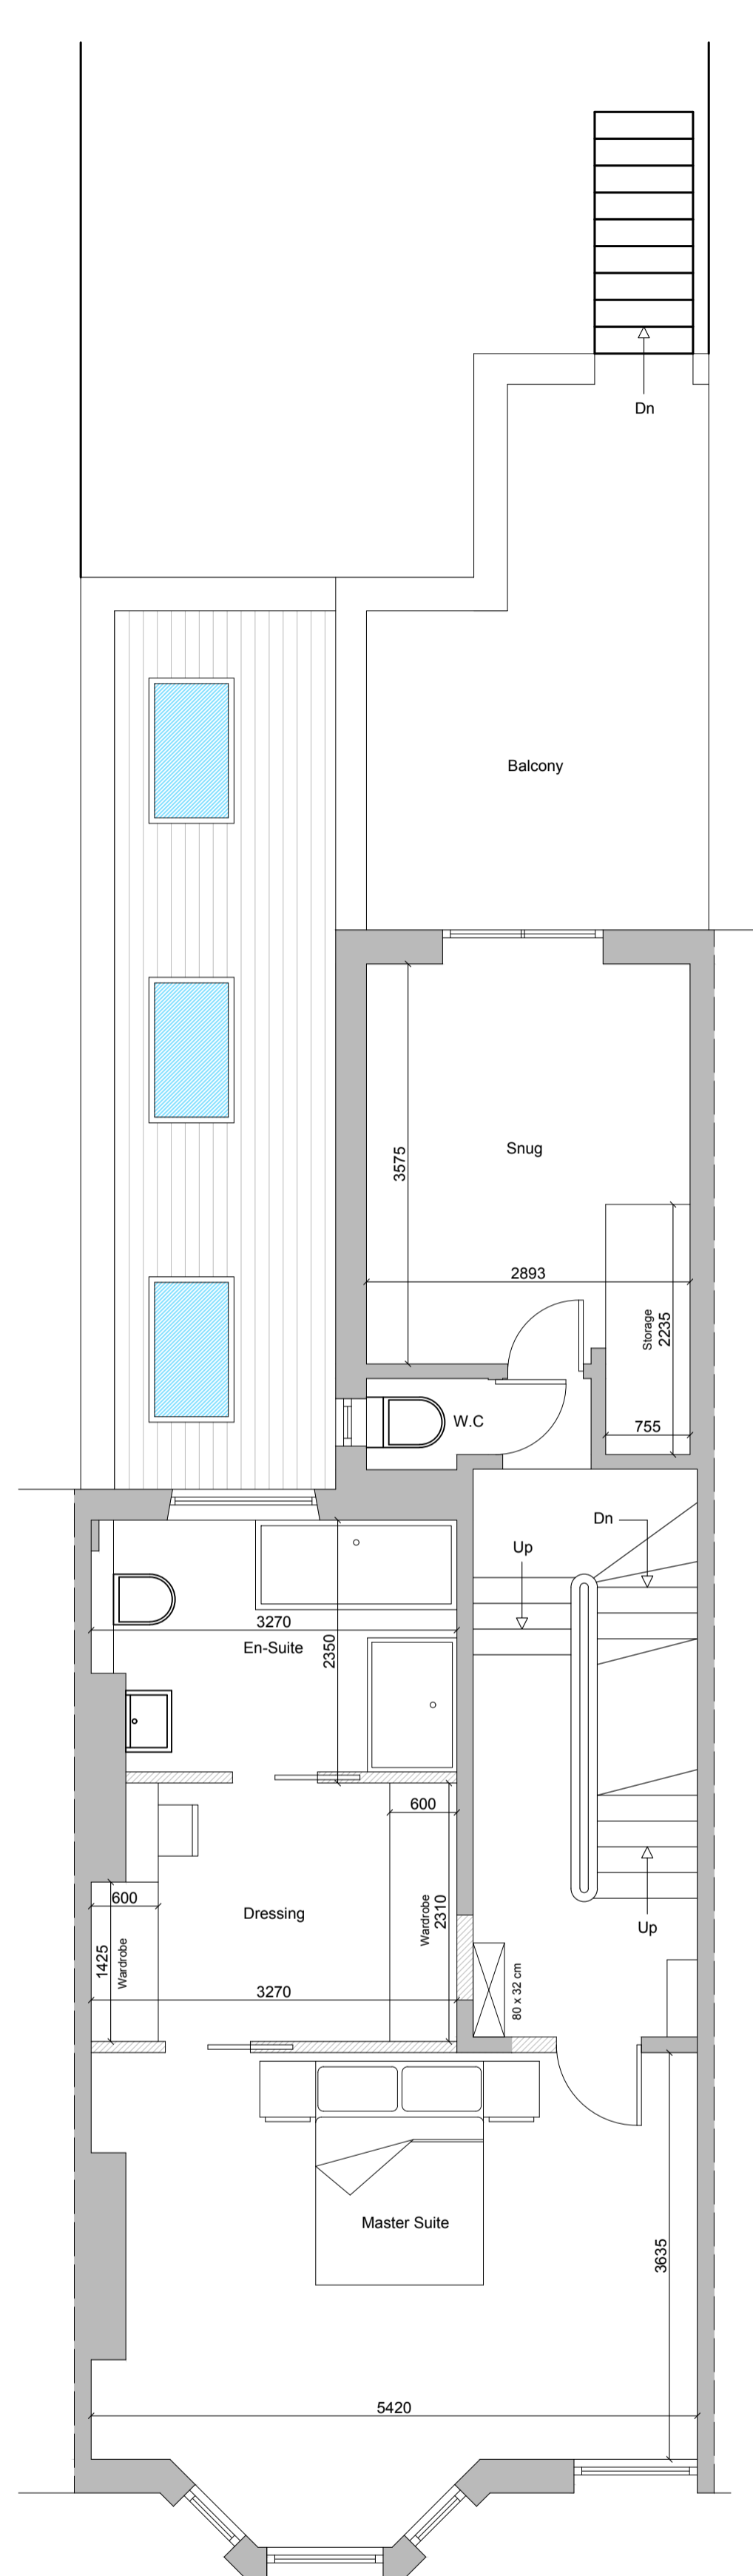 Dn
Balcony
Snug
3575
2893
Storage
2235
W.C
755
Dn
Up
3270
En-Suite
2350
600
Dressing
Wardrobe
2310
600
1425
Wardrobe
Up
3270
80 x 32 cm
Master Suite
3635
5420